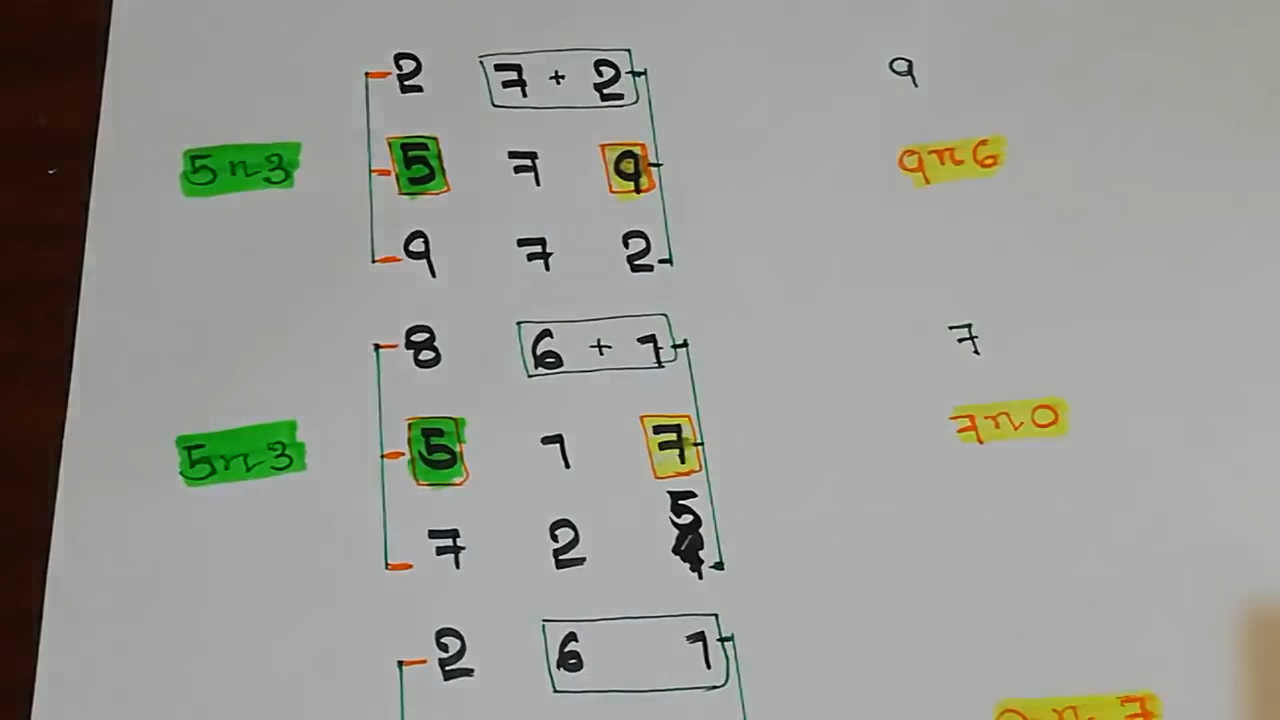 2 7 + 2 9
5n3 5 7 9 9n6
9 7 2
8 6 + 1 7
5n3 5 1 7 7n0
5
7 2
2 6 1